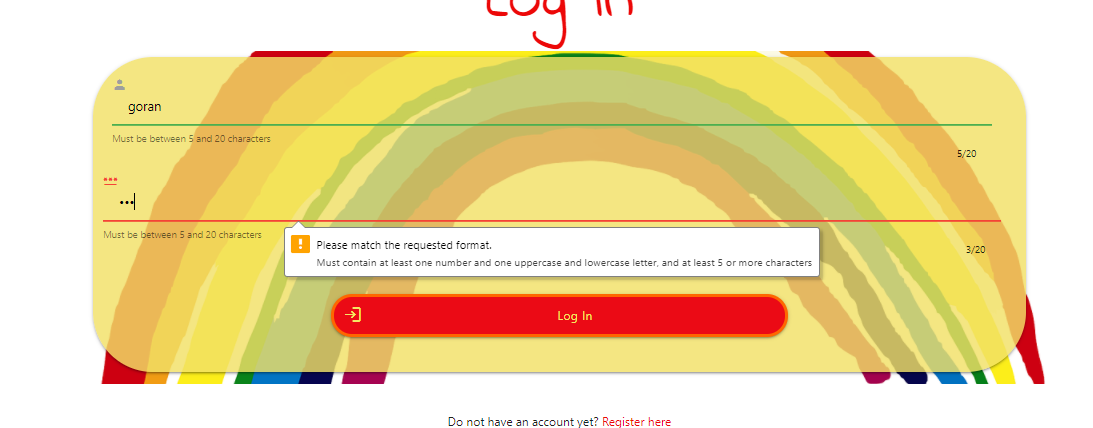 Log in
goran
Must be between 5 and 20 characters
5/20
•••
Must be between 5 and 20 characters
3/20
Please match the requested format.
Must contain at least one number and one uppercase and lowercase letter, and at least 5 or more characters
Log In
Do not have an account yet? Register here